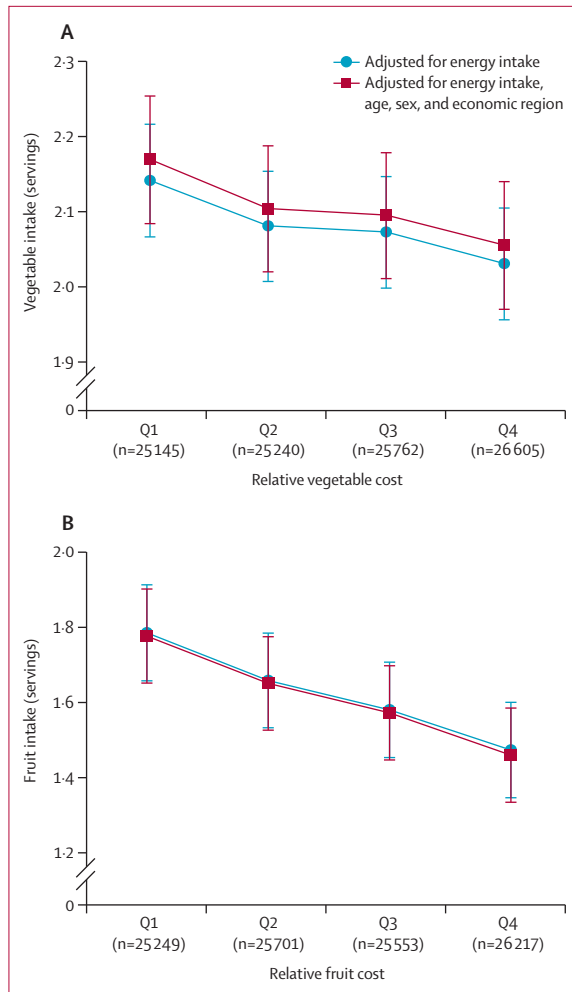 A
Adjusted for energy intake
Adjusted for energy intake,
age, sex, and economic region
2·3
2·2
2·1
2·0
1·9
0
Vegetable intake (servings)
Q1 Q2 Q3 Q4
(n=25145) (n=25240) (n=25762) (n=26605)
Relative vegetable cost
B
2·0
1·8
1·6
1·4
1·2
0
Fruit intake (servings)
Q1 Q2 Q3 Q4
(n=25249) (n=25701) (n=25553) (n=26217)
Relative fruit cost